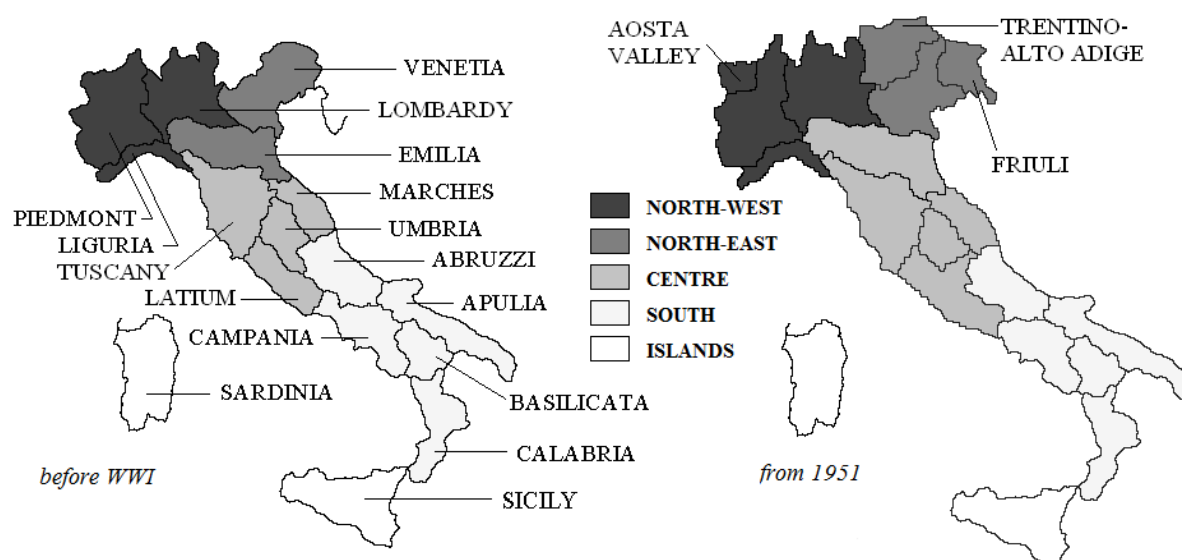 VENETIA
LOMBARDY
EMILIA
MARCHES
PIEDMONT
LIGURIA
UMBRIA
TUSCANY
ABRUZZI
LATIUM
APULIA
CAMPANIA
SARDINIA
BASILICATA
CALABRIA
SICILY
before WWI
NORTH-WEST
NORTH-EAST
CENTRE
SOUTH
ISLANDS
AOSTA
VALLEY
TRENTINO-
ALTO ADIGE
FRIULI
from 1951